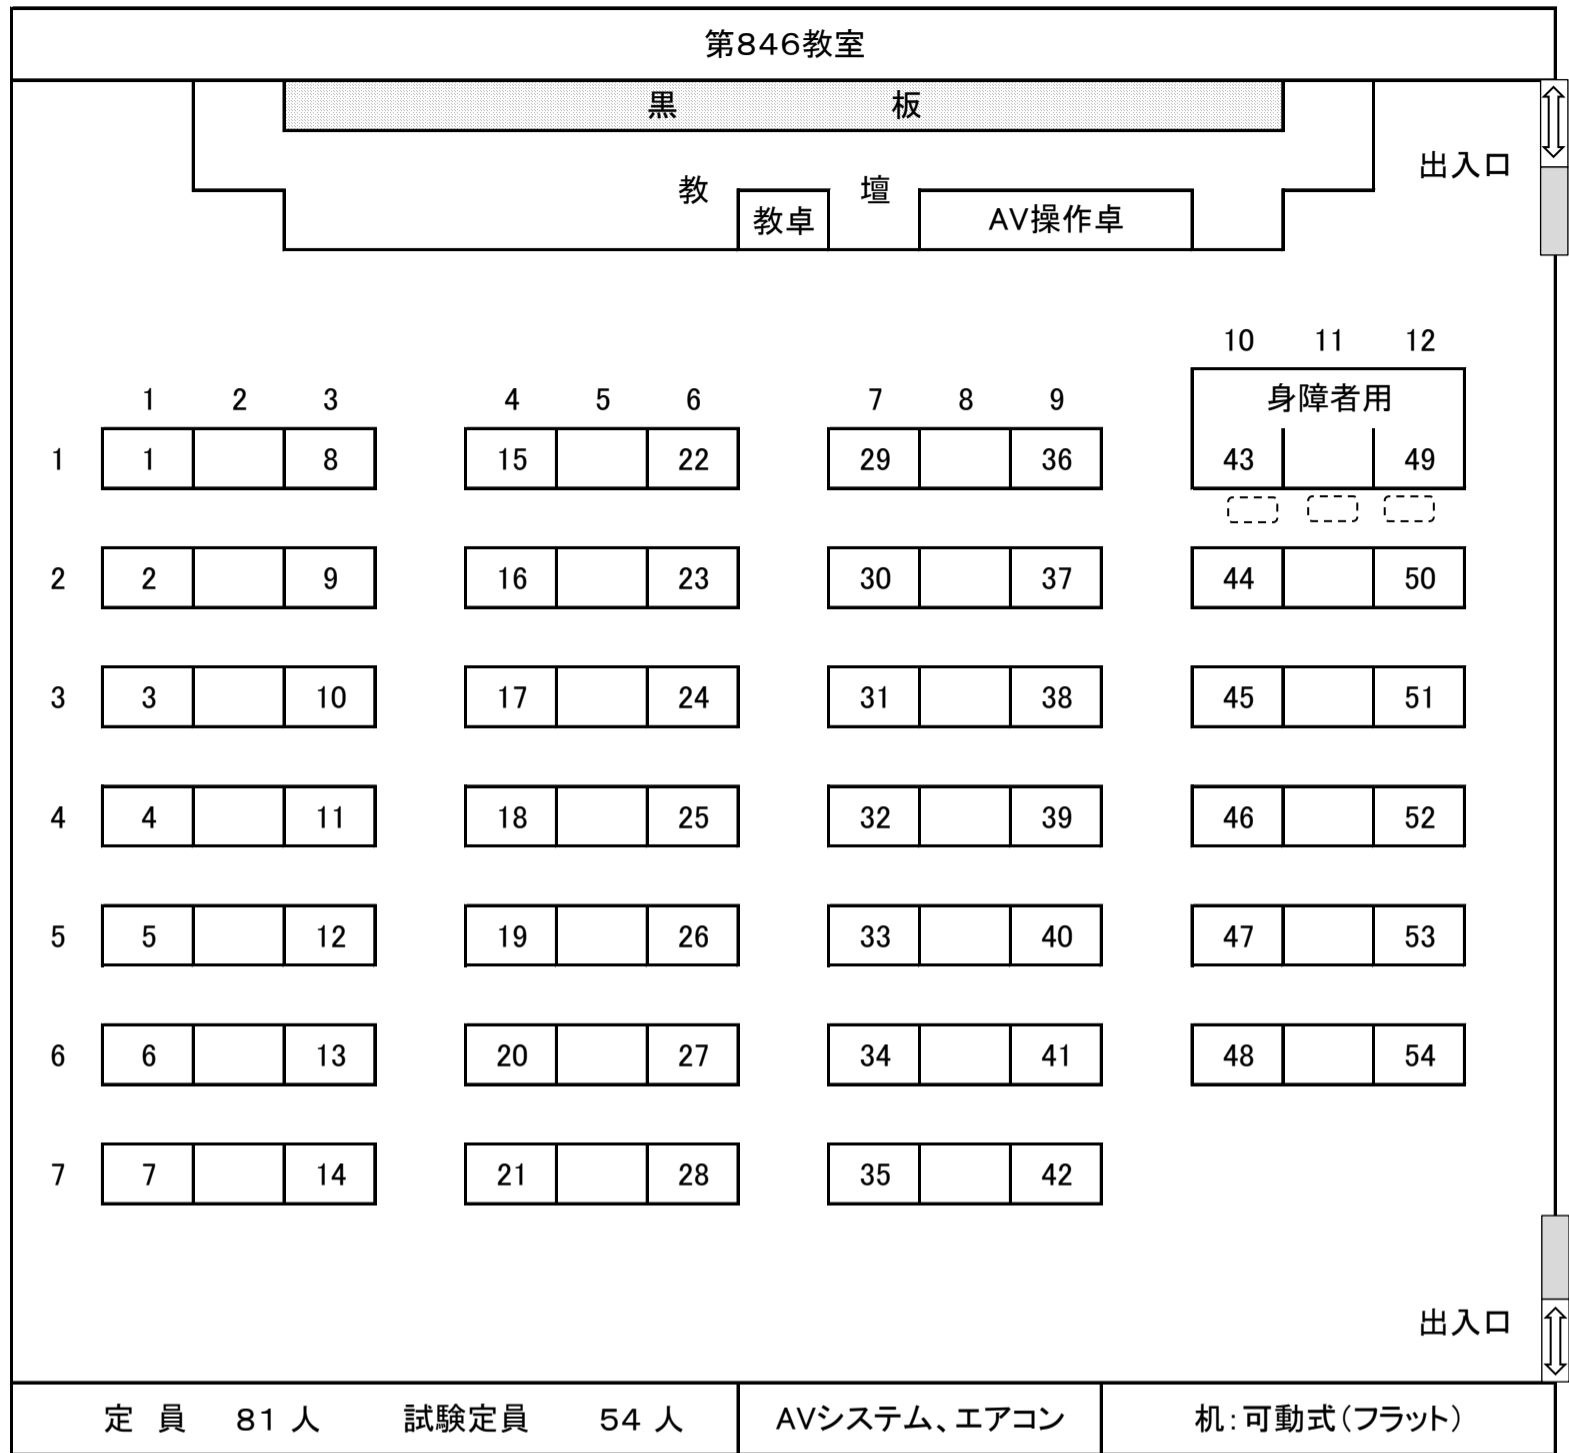 第846教室
黒 板
出入口
教 壇
教卓 AV操作卓
10 11 12
身障者用
1 2 3 4 5 6 7 8 9
1 1 8 15 22 29 36 43 49
2 2 9 16 23 30 37 44 50
3 3 10 17 24 31 38 45 51
4 4 11 18 25 32 39 46 52
5 5 12 19 26 33 40 47 53
6 6 13 20 27 34 41 48 54
7 7 14 21 28 35 42
出入口
定 員 81 人 試験定員 54 人 AVシステム、エアコン 机:可動式(フラット)